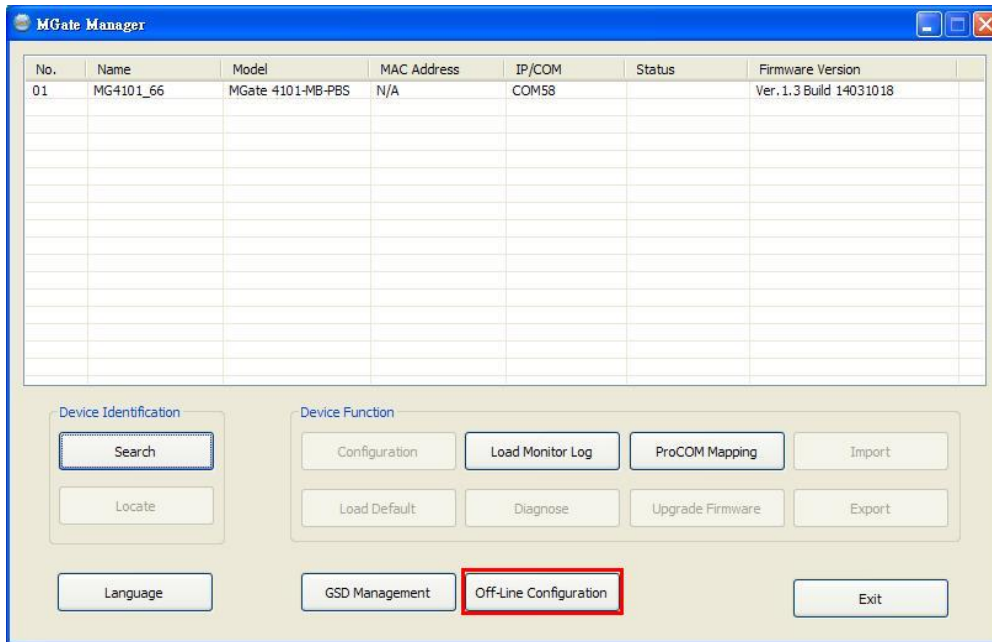 MGate Manager
No. Name Model MAC Address IP/COM Status Firmware Version
01 MG4101_66 MGate 4101-MB-PBS N/A COM58 Ver.1.3 Build 14031018
Device Identification
Search
Locate
Device Function
Configuration Load Monitor Log ProCOM Mapping Import
Load Default Diagnose Upgrade Firmware Export
Language GSD Management Off-Line Configuration Exit